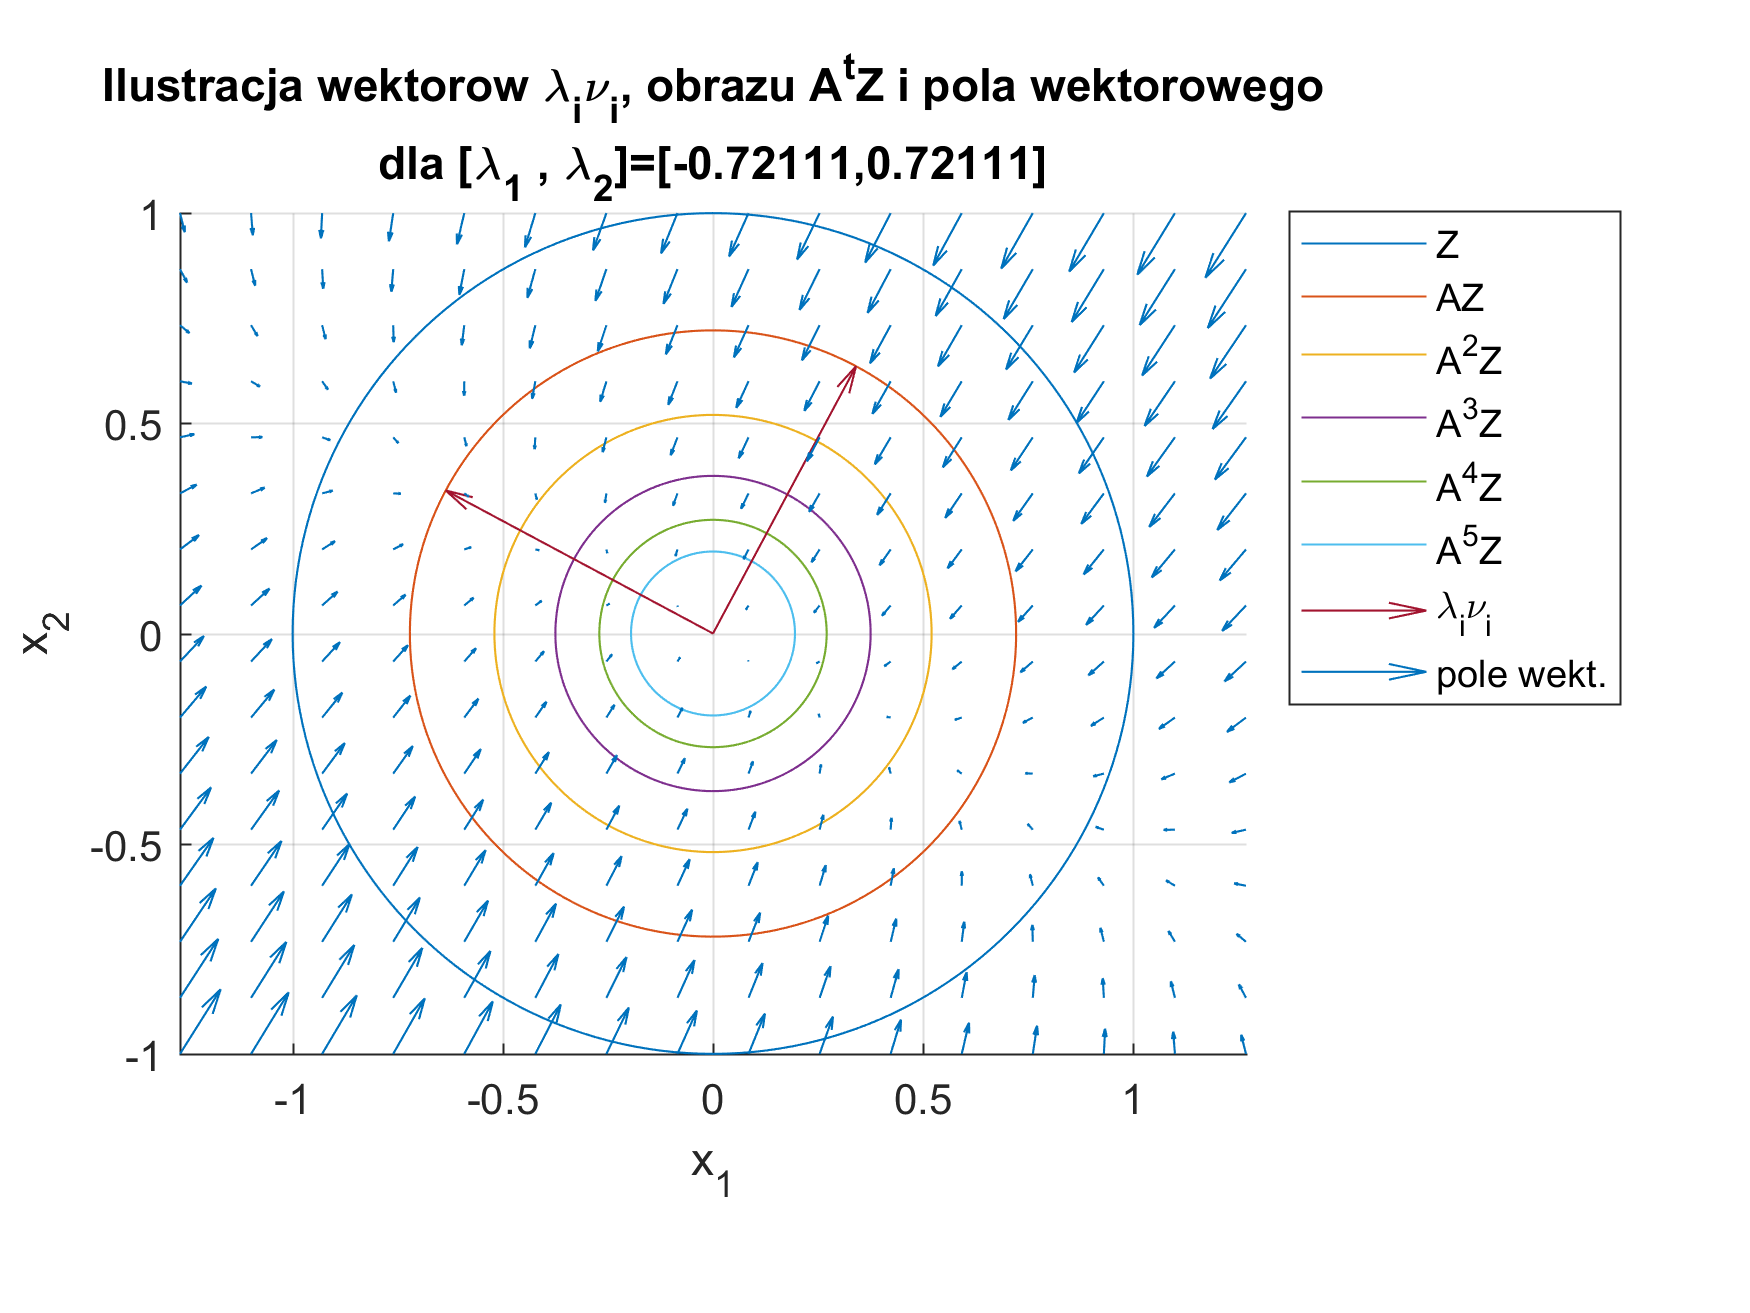 Ilustracja wektorow λᵢνᵢ, obrazu AᵗZ i pola wektorowego
dla [λ₁ , λ₂]=[-0.72111,0.72111]
1
0.5
0
-0.5
-1
x₂
-1
-0.5
0
0.5
1
x₁
Z
AZ
A²Z
A³Z
A⁴Z
A⁵Z
λᵢνᵢ
pole wekt.